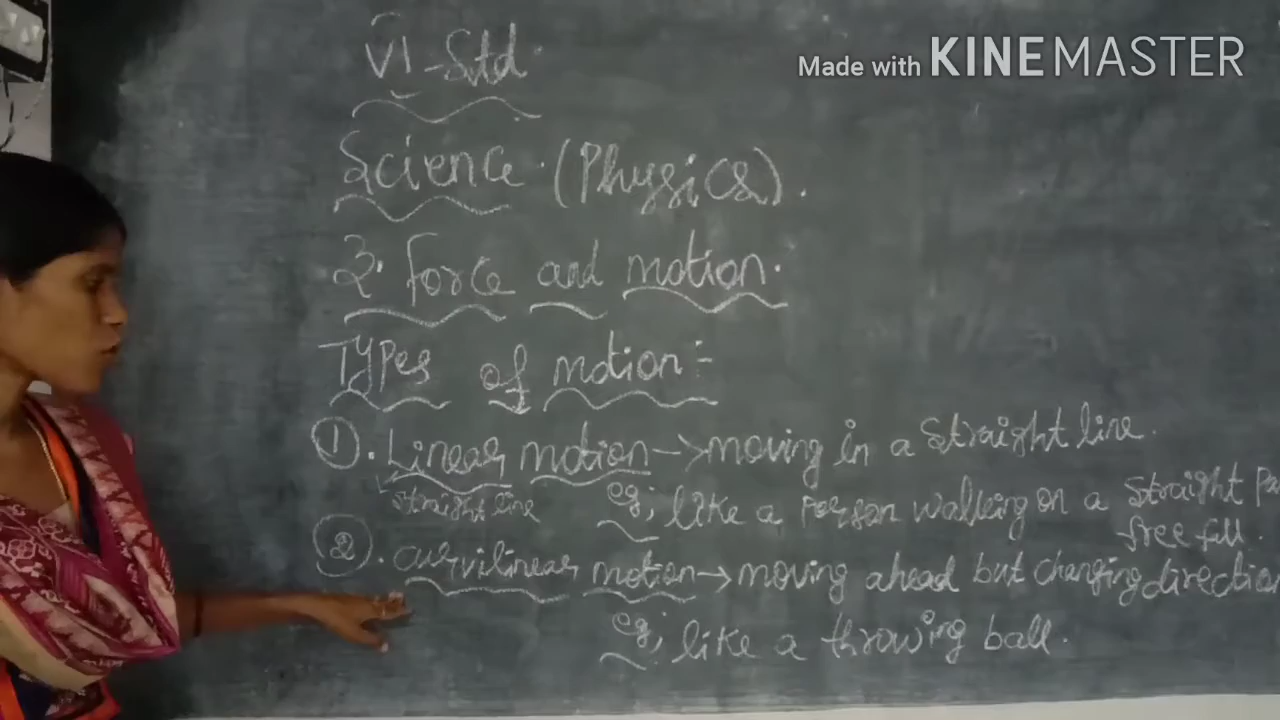 Made with KINEMASTER
VI-Std.
Science. (Physics).
2. Force and motion.
Types of motion:-
1. Linear motion → moving in a straight line.
straight line
eg; like a person walking on a straight Pa
free fall.
2. curvilinear motion → moving ahead but changing direction
eg; like a throwing ball.